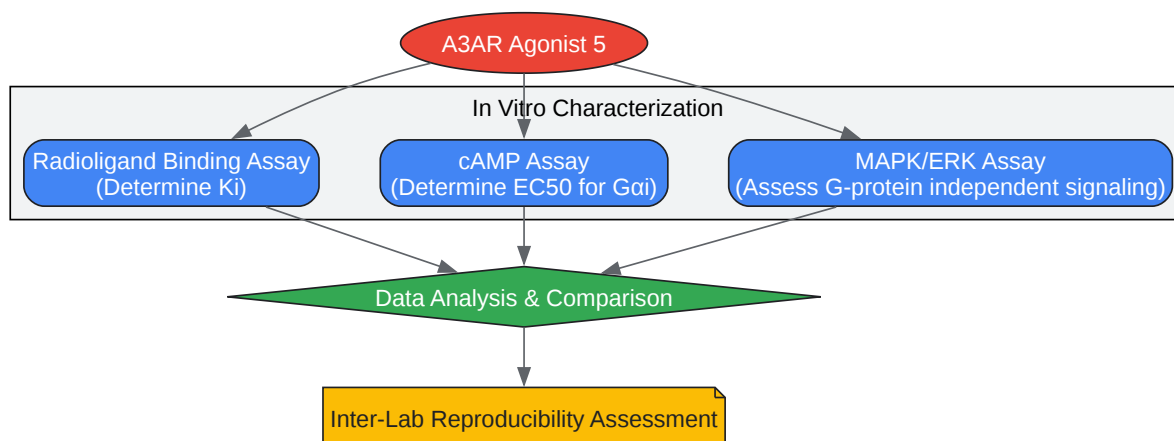 A3AR Agonist 5
In Vitro Characterization
Radioligand Binding Assay
(Determine Ki)
cAMP Assay
(Determine EC50 for Gαi)
MAPK/ERK Assay
(Assess G-protein independent signaling)
Data Analysis & Comparison
Inter-Lab Reproducibility Assessment